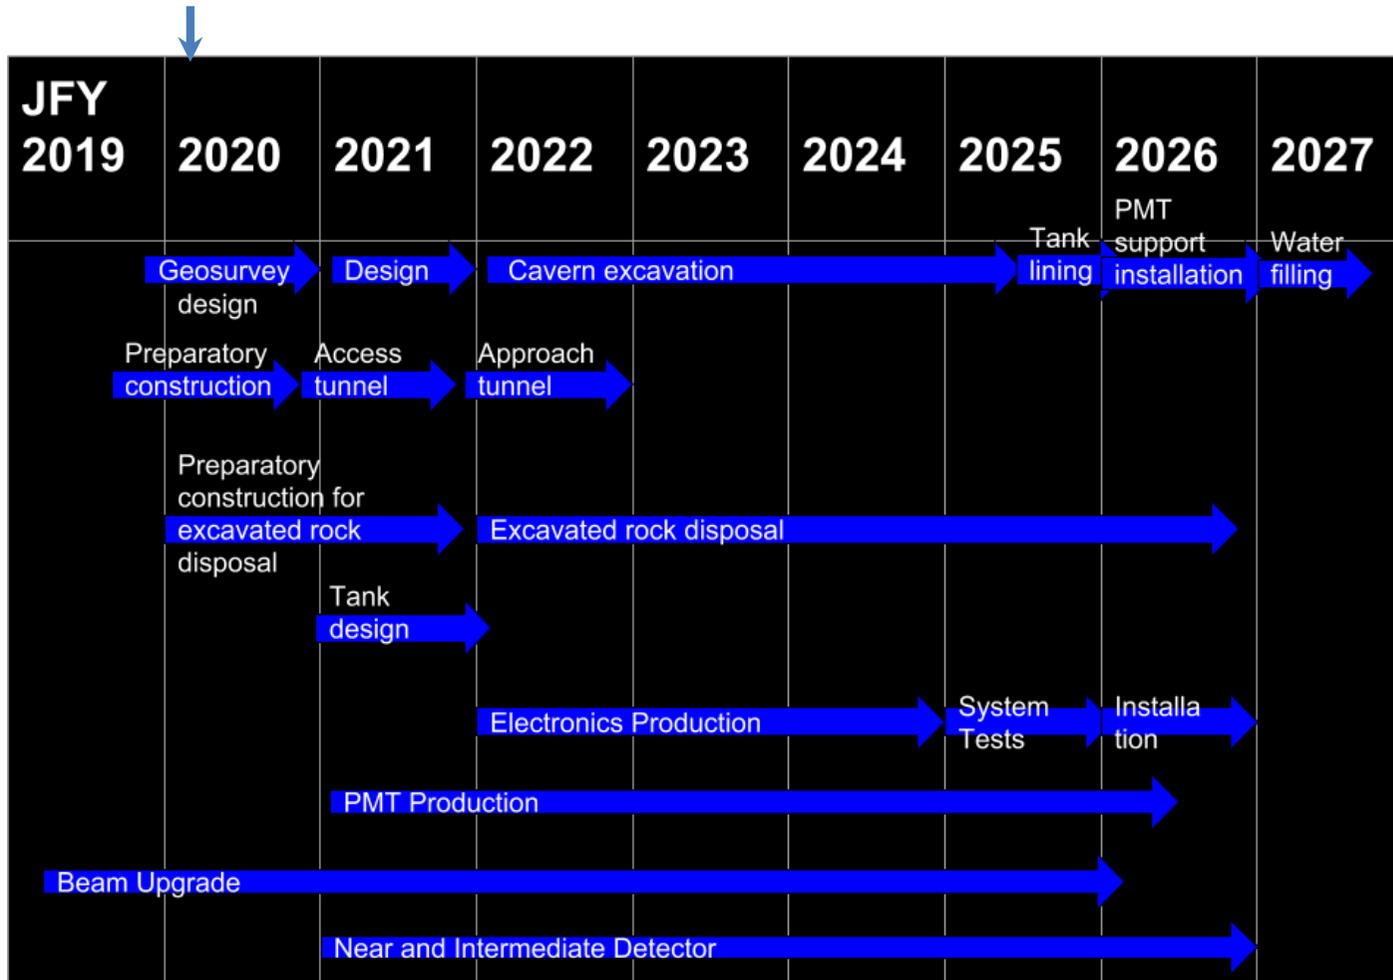 JFY
2019 2020 2021 2022 2023 2024 2025 2026 2027
Geosurvey
design
Design
Cavern excavation
Tank
lining
PMT
support
installation
Water
filling
Preparatory
construction
Access
tunnel
Approach
tunnel
Preparatory
construction for
excavated rock
disposal
Excavated rock disposal
Tank
design
Electronics Production
System
Tests
Installa
tion
PMT Production
Beam Upgrade
Near and Intermediate Detector